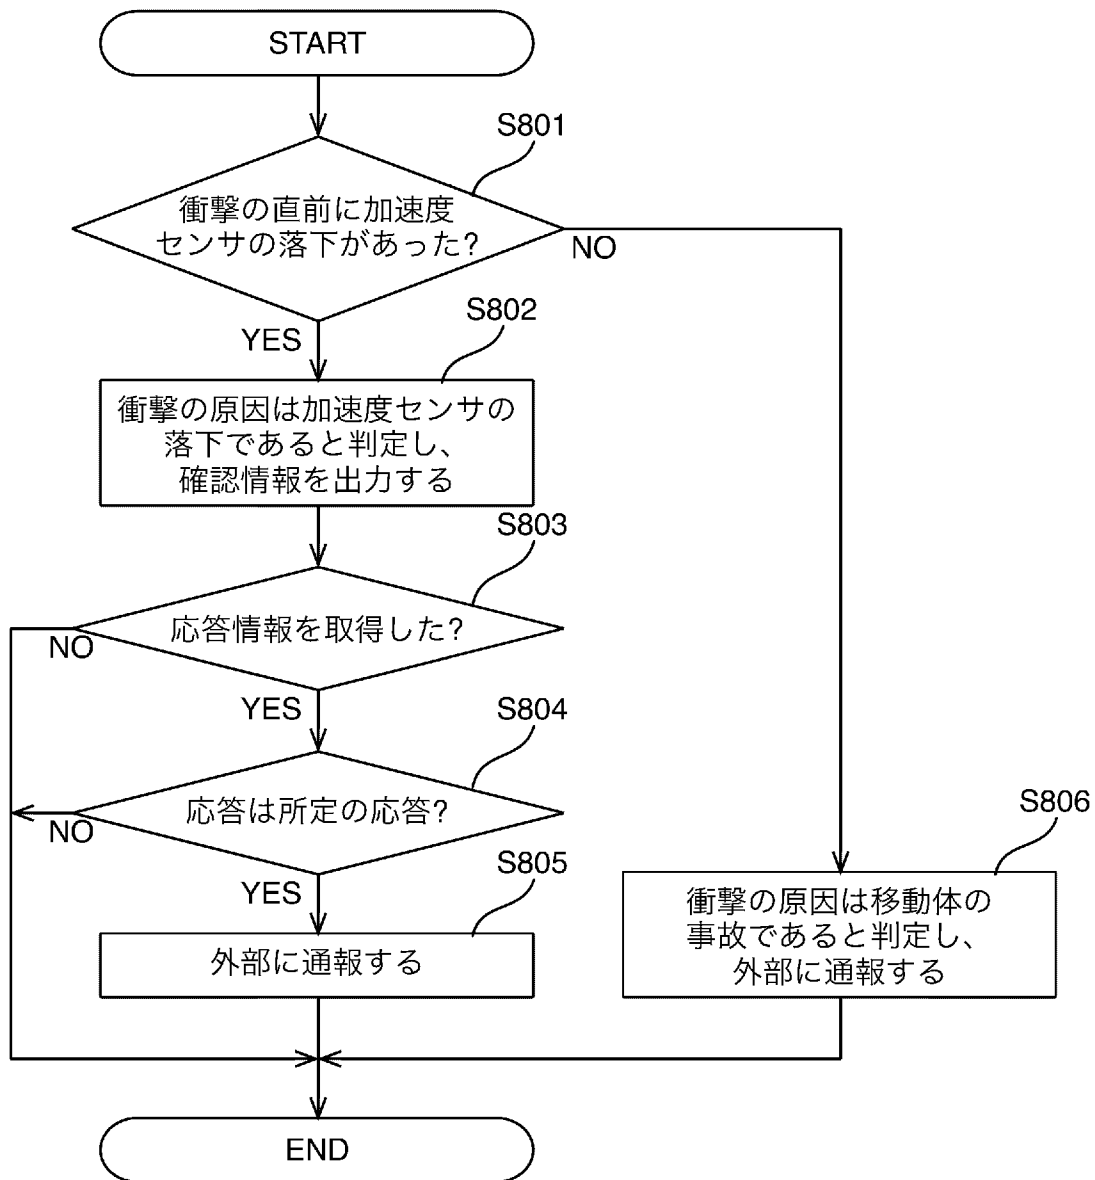 START
S801
衝撃の直前に加速度
センサの落下があった?
NO
YES
S802
衝撃の原因は加速度センサの
落下であると判定し、
確認情報を出力する
S803
応答情報を取得した?
NO
YES
S804
応答は所定の応答?
NO
YES
S805
外部に通報する
S806
衝撃の原因は移動体の
事故であると判定し、
外部に通報する
END